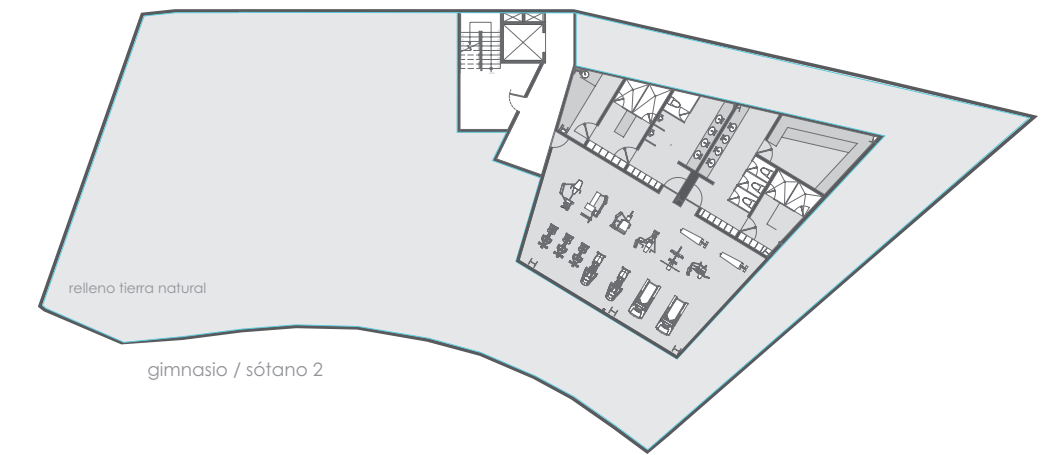 relleno tierra natural
gimnasio / sótano 2